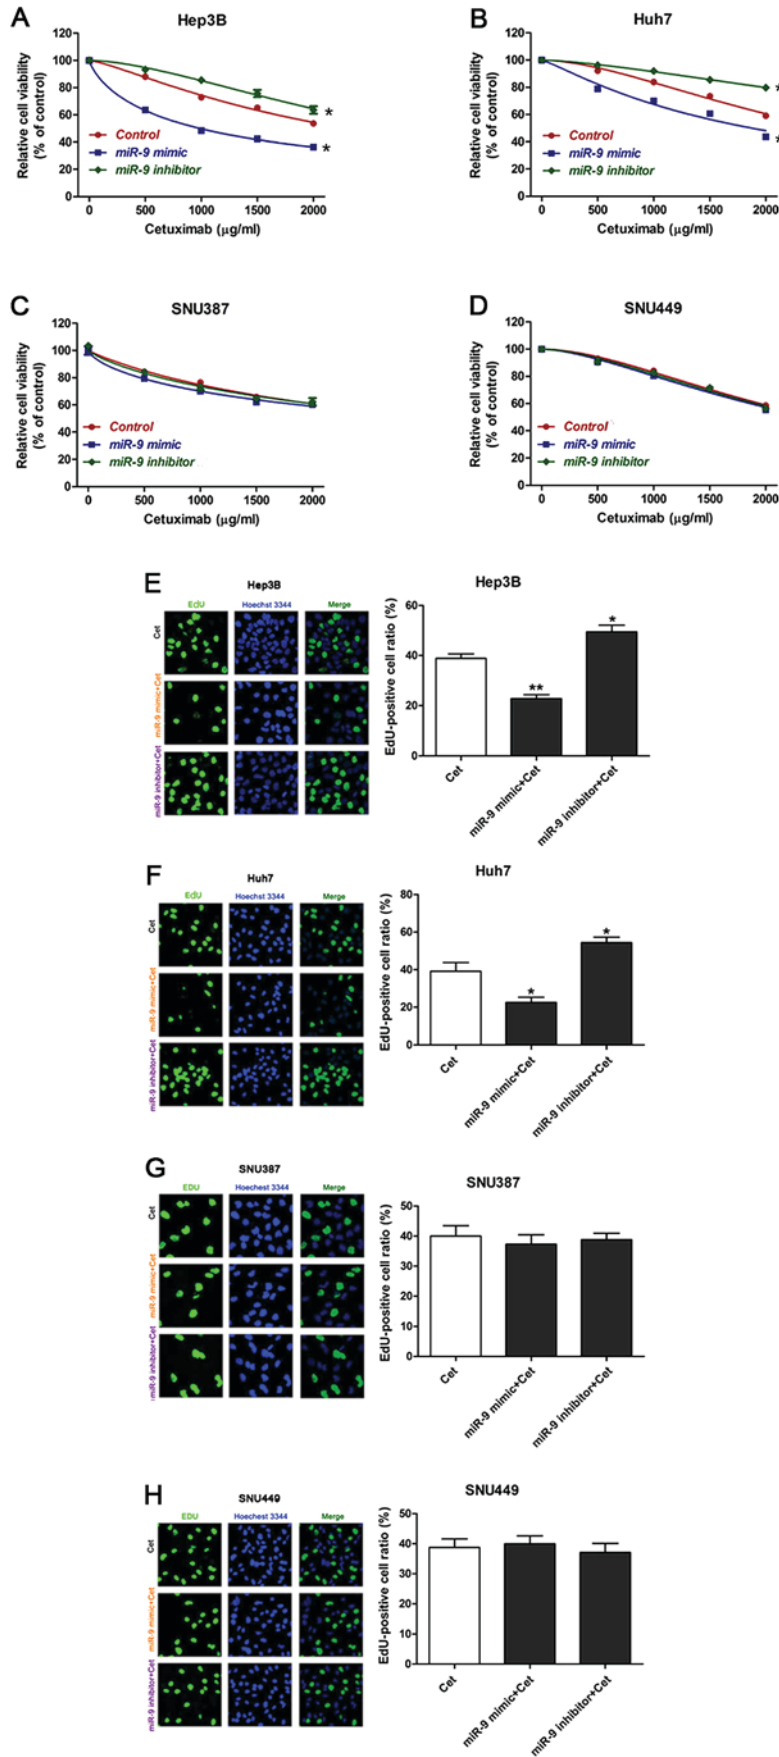 A
Hep3B
Relative cell viability
(% of control)
120
100
80
60
40
20
0
Control
miR-9 mimic
miR-9 inhibitor
*
*
0 500 1000 1500 2000
Cetuximab (μg/ml)
B
Huh7
Relative cell viability
(% of control)
120
100
80
60
40
20
0
Control
miR-9 mimic
miR-9 inhibitor
*
*
0 500 1000 1500 2000
Cetuximab (μg/ml)
C
SNU387
Relative cell viability
(% of control)
120
100
80
60
40
20
0
Control
miR-9 mimic
miR-9 inhibitor
0 500 1000 1500 2000
Cetuximab (μg/ml)
D
SNU449
Relative cell viability
(% of control)
120
100
80
60
40
20
0
Control
miR-9 mimic
miR-9 inhibitor
0 500 1000 1500 2000
Cetuximab (μg/ml)
E
Hep3B
EdU Hoechst 3344 Merge
Cet
miR-9 mimic+Cet
miR-9 inhibitor+Cet
Hep3B
EdU-positive cell ratio (%)
60
40
20
0
**
*
Cet
miR-9 mimic+Cet
miR-9 inhibitor+Cet
F
Huh7
EdU Hoechst 3344 Merge
Cet
miR-9 mimic+Cet
miR-9 inhibitor+Cet
Huh7
EdU-positive cell ratio (%)
80
60
40
20
0
*
*
Cet
miR-9 mimic+Cet
miR-9 inhibitor+Cet
G
SNU387
EDU Hoechest 3344 Merge
Cet
miR-9 mimic+Cet
miR-9 inhibitor+Cet
SNU387
EdU-positive cell ratio (%)
50
40
30
20
10
0
Cet
miR-9 mimic+Cet
miR-9 inhibitor+Cet
H
SNU449
EDU Hoechest 3344 Merge
Cet
miR-9 mimic+Cet
miR-9 inhibitor+Cet
SNU449
EdU-positive cell ratio (%)
50
40
30
20
10
0
Cet
miR-9 mimic+Cet
miR-9 inhibitor+Cet